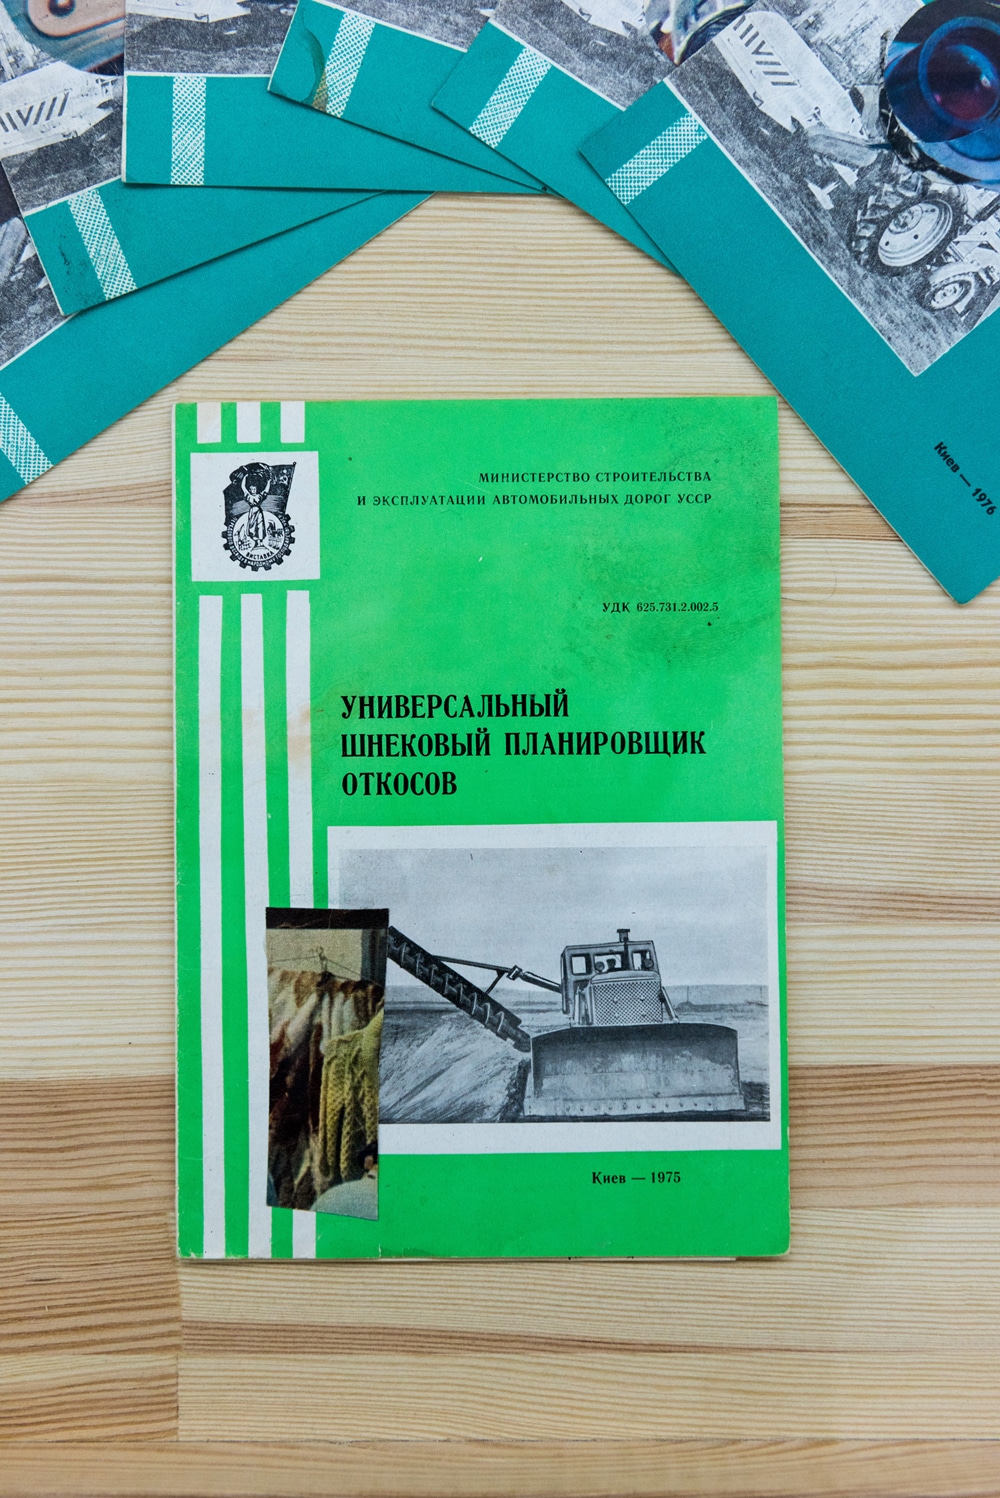 Киев — 1976
МИНИСТЕРСТВО СТРОИТЕЛЬСТВА
И ЭКСПЛУАТАЦИИ АВТОМОБИЛЬНЫХ ДОРОГ УССР
ВИСТАВКА
УДК 625.731.2.002.5
УНИВЕРСАЛЬНЫЙ
ШНЕКОВЫЙ ПЛАНИРОВЩИК
ОТКОСОВ
Киев — 1975